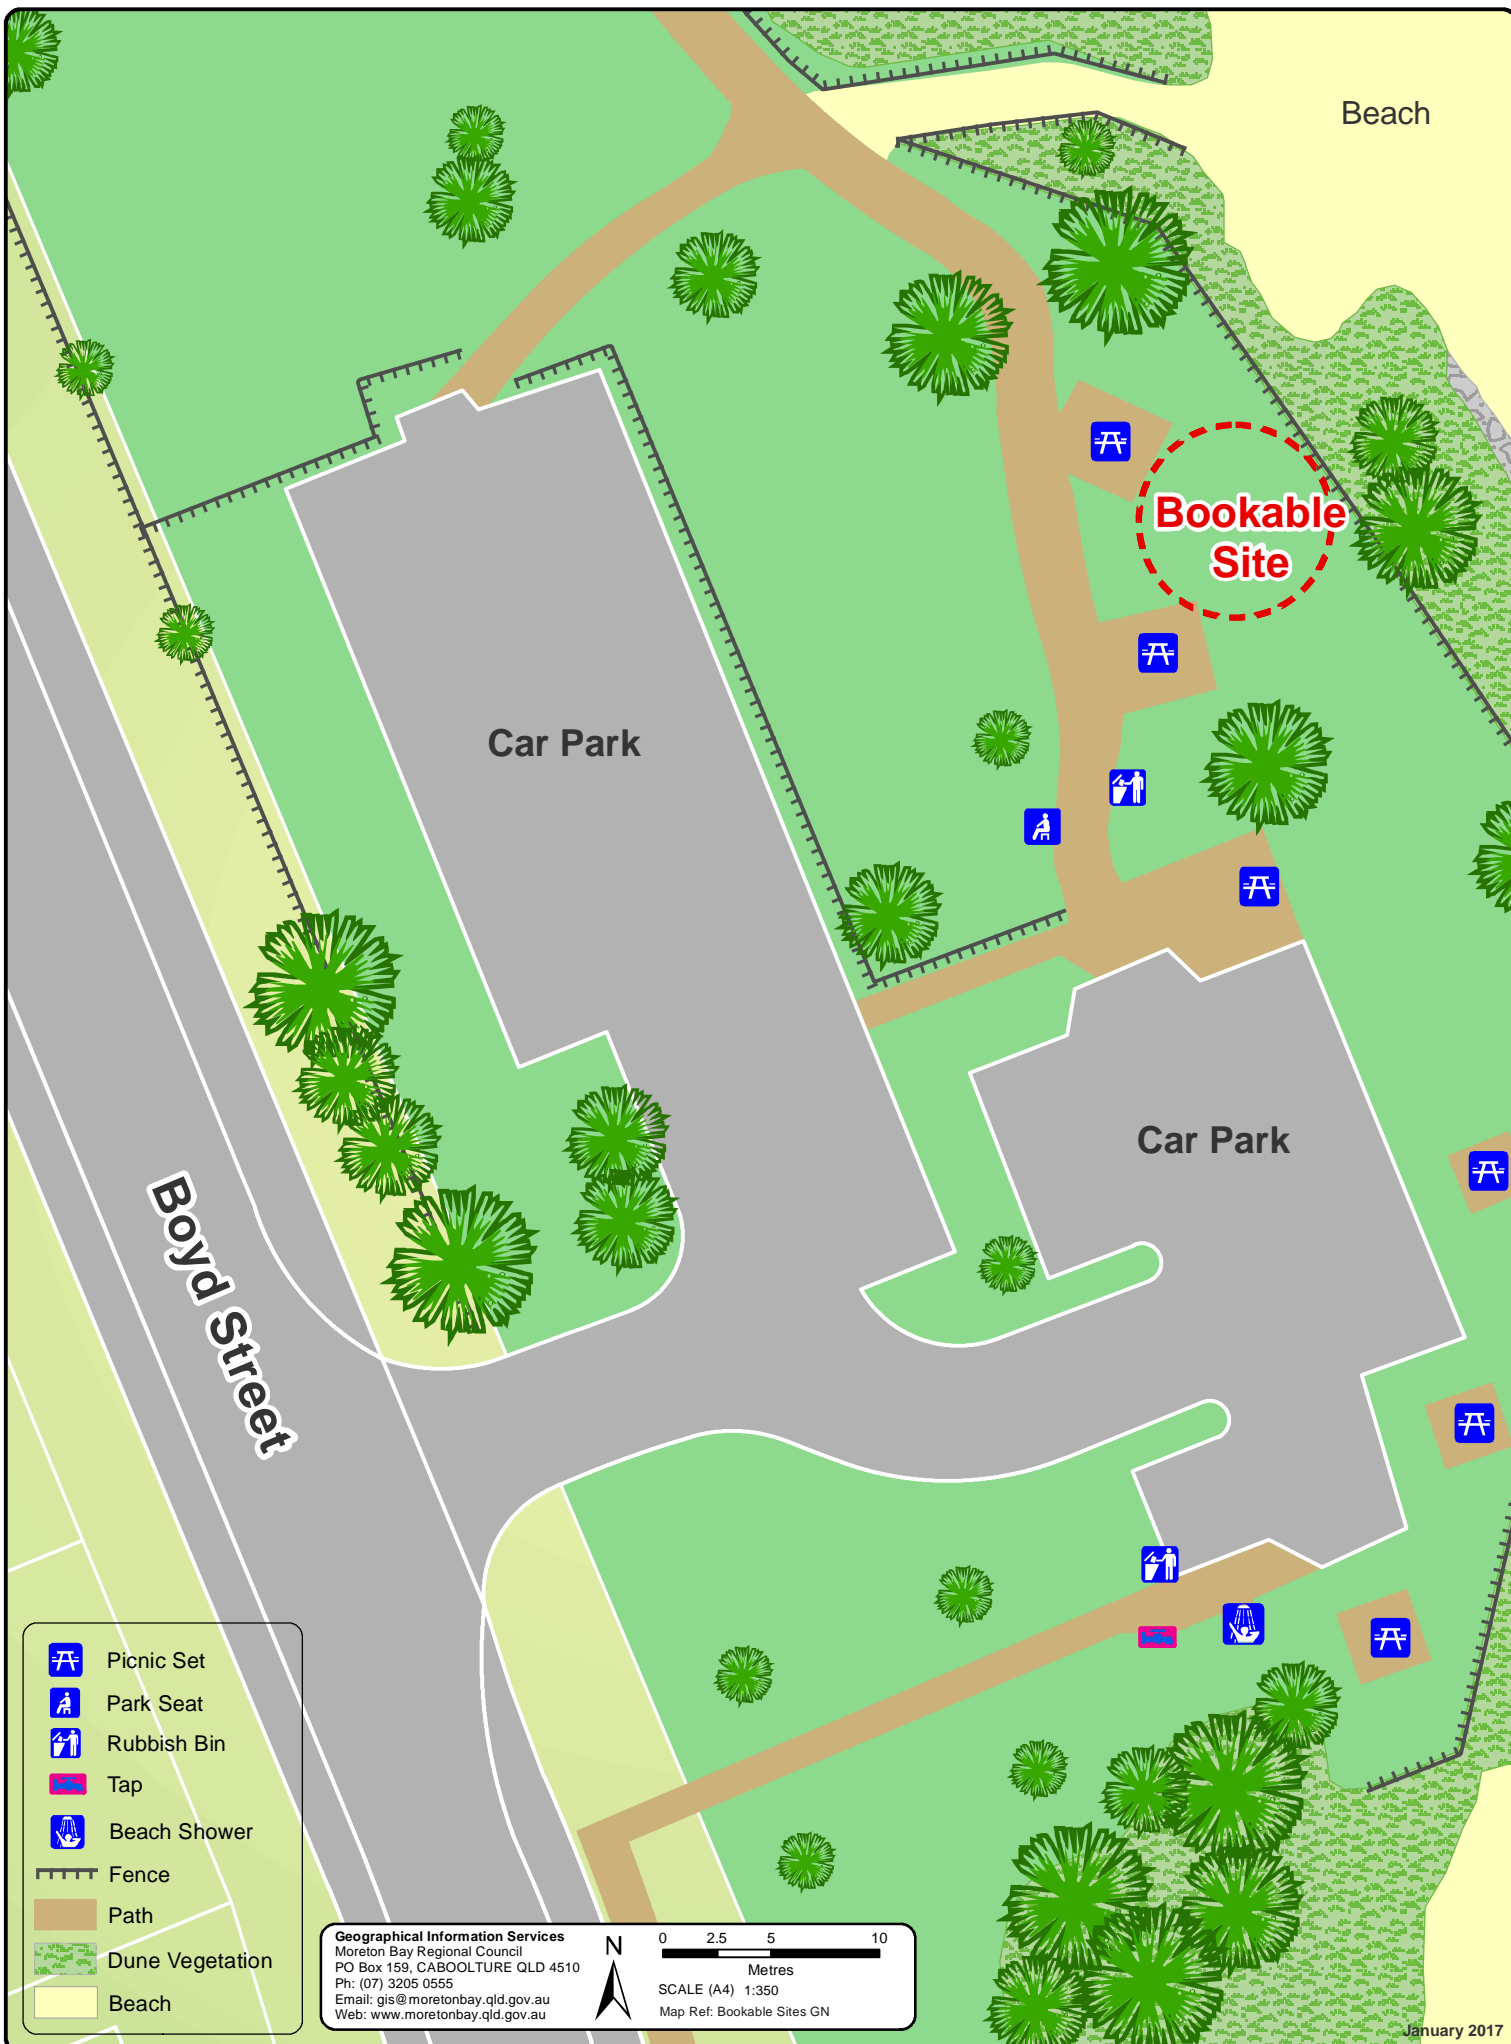 Beach
Bookable
Site
Car Park
Car Park
Boyd Street
Picnic Set
Park Seat
Rubbish Bin
Tap
Beach Shower
Fence
Path
Dune Vegetation
Beach
Geographical Information Services
Moreton Bay Regional Council
PO Box 159, CABOOLTURE QLD 4510
Ph: (07) 3205 0555
Email: gis@moretonbay.qld.gov.au
Web: www.moretonbay.qld.gov.au
N
0 2.5 5 10
Metres
SCALE (A4) 1:350
Map Ref: Bookable Sites GN
January 2017